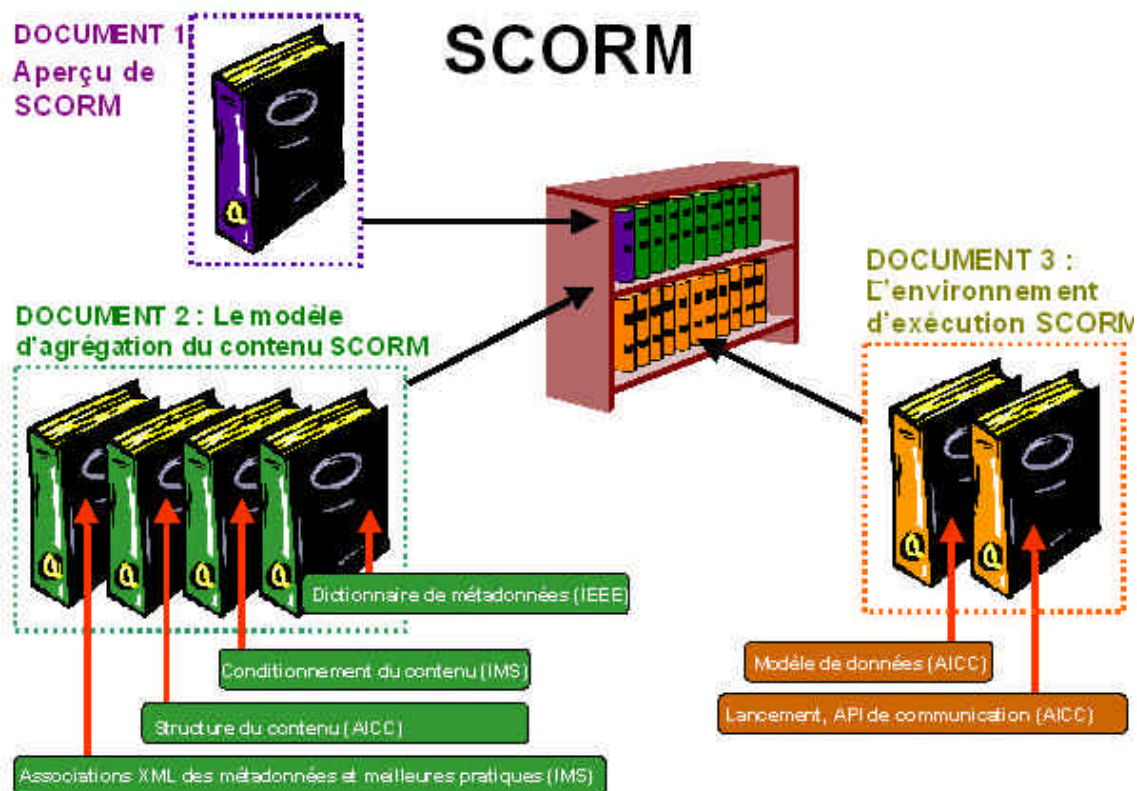 SCORM
DOCUMENT 1
Aperçu de
SCORM
DOCUMENT 2 : Le modèle
d'agrégation du contenu SCORM
DOCUMENT 3 :
L'environnement
d'exécution SCORM
Dictionnaire de métadonnées (IEEE)
Conditionnement du contenu (IMS)
Structure du contenu (AICC)
Associations XML des métadonnées et meilleures pratiques (IMS)
Modèle de données (AICC)
Lancement, API de communication (AICC)